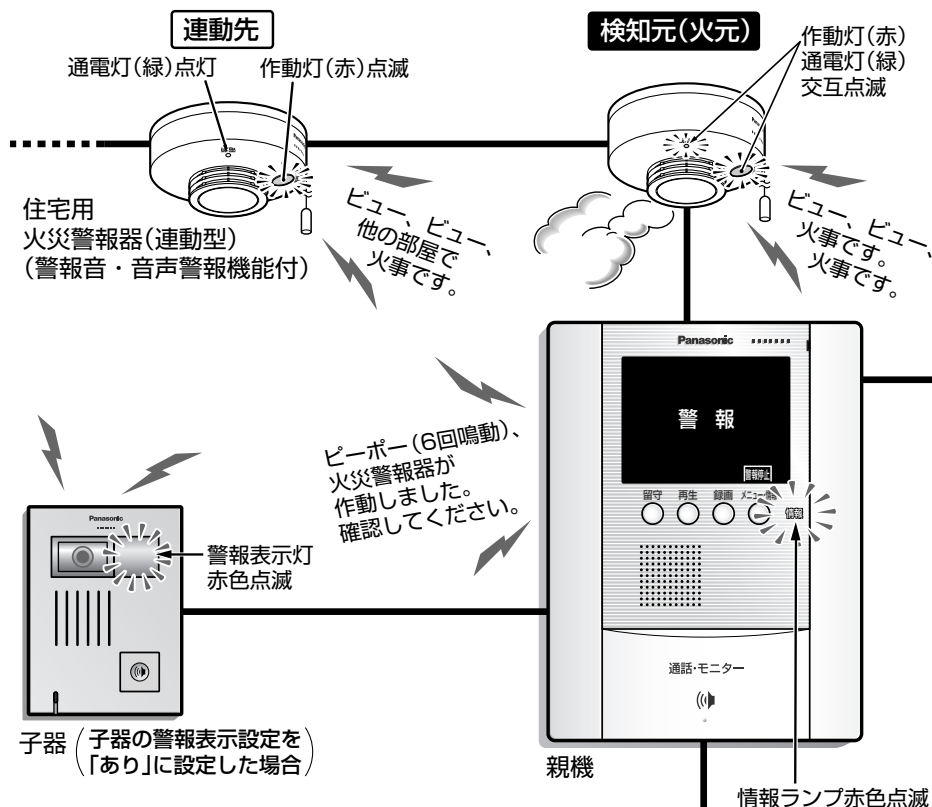 連動先
通電灯(緑)点灯
作動灯(赤)点滅
検知元(火元)
作動灯(赤)
通電灯(緑)
交互点滅
Panasonic
Panasonic
住宅用
火災警報器(連動型)
(警報音・音声警報機能付)
ビュー、ビュー、
他の部屋で
火事です。
ビュー、ビュー、
火事です。
火事です。
Panasonic
警 報
警報停止
留守
再生
録画
情報
ピーポー(6回鳴動)、
火災警報器が
作動しました。
確認してください。
Panasonic
警報表示灯
赤色点滅
通話・モニター
子器
(子器の警報表示設定を
「あり」に設定した場合)
親機
情報ランプ赤色点滅